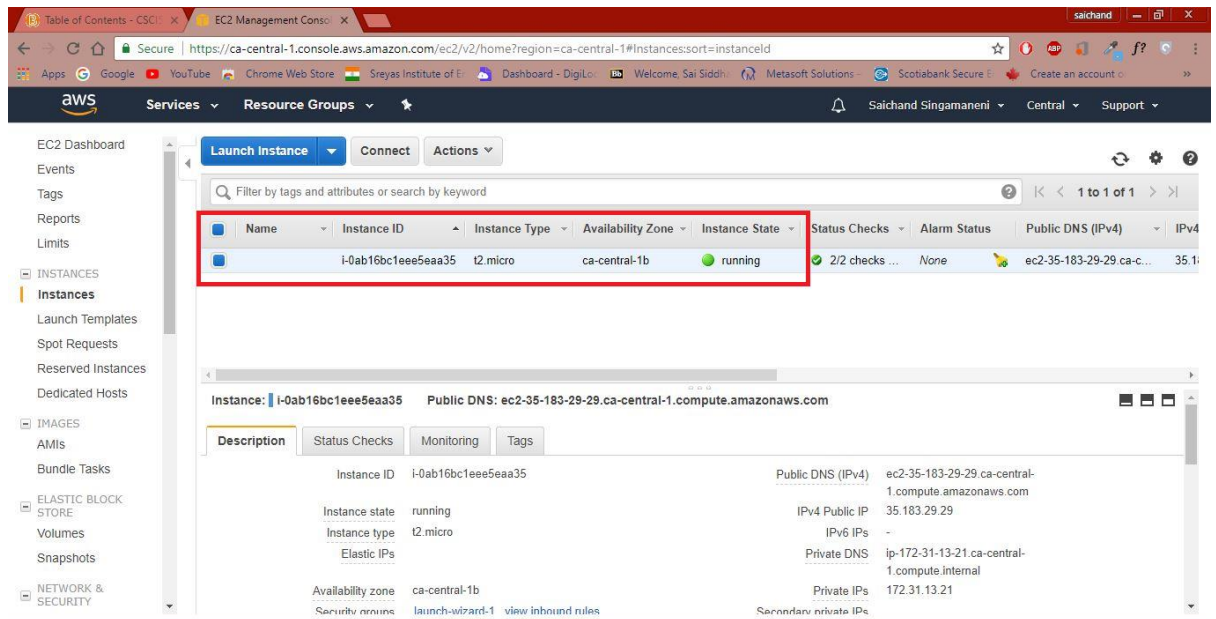 Table of Contents - CSCI
EC2 Management Consol
saichand
Secure https://ca-central-1.console.aws.amazon.com/ec2/v2/home?region=ca-central-1#Instances:sort=instanceId
ABP
f?
Apps G Google YouTube Chrome Web Store Sreyas Institute of E Dashboard - DigiLoc Bb Welcome, Sai Siddh Metasoft Solutions - Scotiabank Secure E Create an account o »
aws Services Resource Groups Saichand Singamaneni Central Support
EC2 Dashboard
Events
Tags
Reports
Limits
INSTANCES
Instances
Launch Templates
Spot Requests
Reserved Instances
Dedicated Hosts
IMAGES
AMIs
Bundle Tasks
ELASTIC BLOCK
STORE
Volumes
Snapshots
NETWORK &
SECURITY
Launch Instance Connect Actions
Filter by tags and attributes or search by keyword
1 to 1 of 1
Name Instance ID Instance Type Availability Zone Instance State Status Checks Alarm Status Public DNS (IPv4) IPv4
i-0ab16bc1eee5eaa35 t2.micro ca-central-1b running 2/2 checks ... None ec2-35-183-29-29.ca-c... 35.1
Instance: i-0ab16bc1eee5eaa35 Public DNS: ec2-35-183-29-29.ca-central-1.compute.amazonaws.com
Description Status Checks Monitoring Tags
Instance ID i-0ab16bc1eee5eaa35
Instance state running
Instance type t2.micro
Elastic IPs
Availability zone ca-central-1b
Security groups launch-wizard-1 view inbound rules
Public DNS (IPv4) ec2-35-183-29-29.ca-central-
1.compute.amazonaws.com
IPv4 Public IP 35.183.29.29
IPv6 IPs -
Private DNS ip-172-31-13-21.ca-central-
1.compute.internal
Private IPs 172.31.13.21
Secondary private IPs